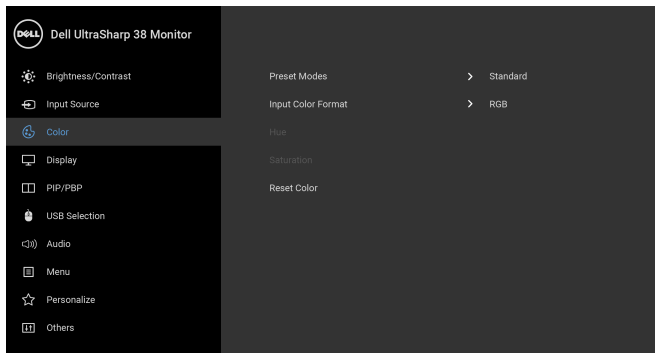 DELL Dell UltraSharp 38 Monitor
Brightness/Contrast
Preset Modes Standard
Input Source
Input Color Format RGB
Color
Hue
Display
Saturation
PIP/PBP
Reset Color
USB Selection
Audio
Menu
Personalize
Others